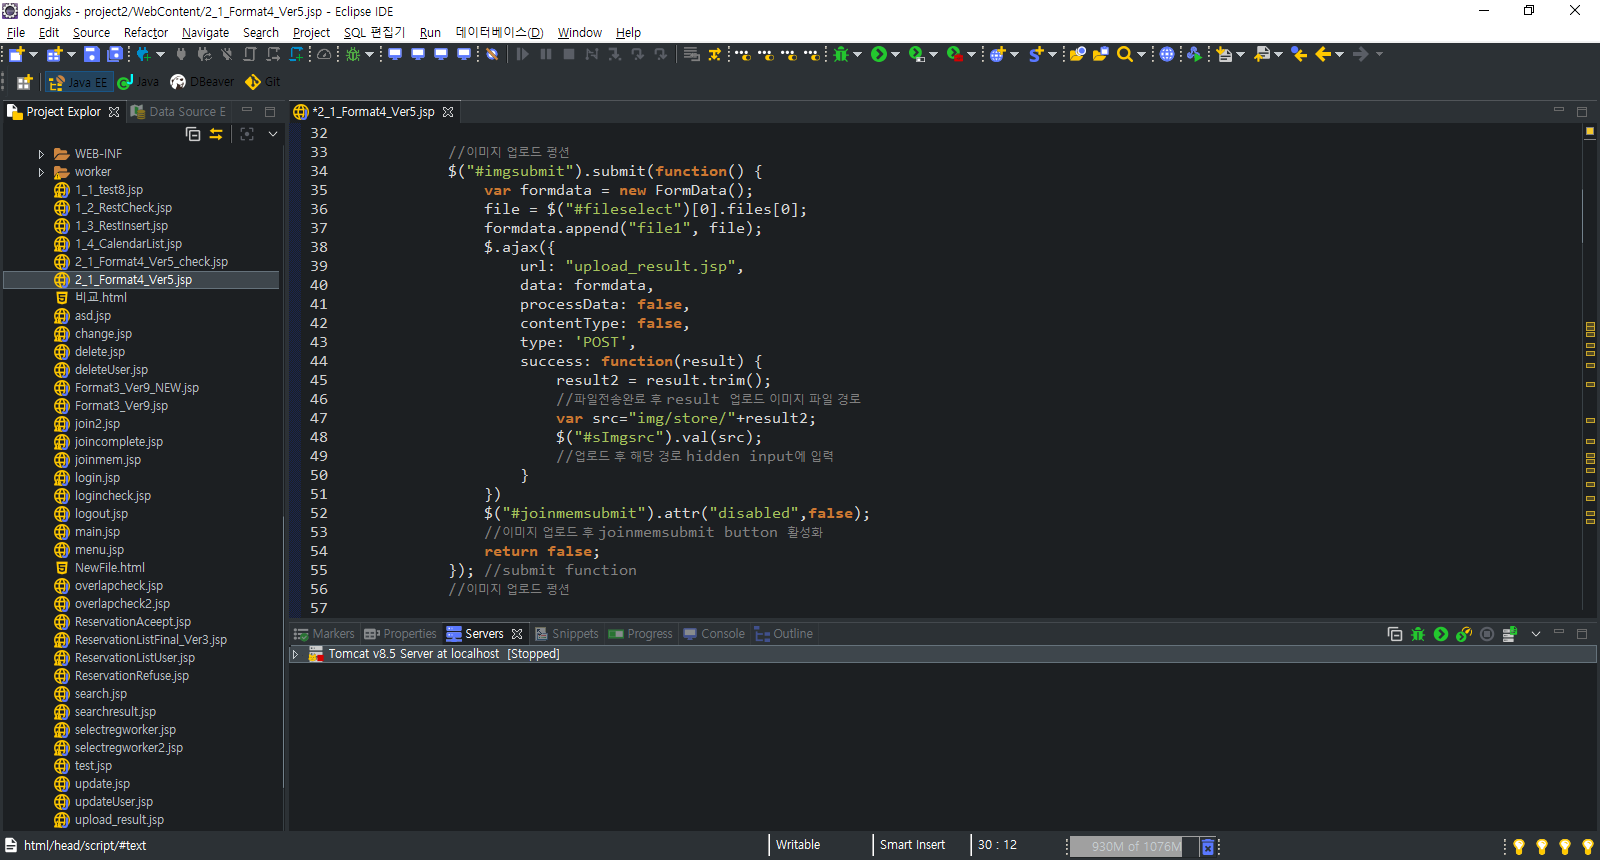 dongjaks - project2/WebContent/2_1_Format4_Ver5.jsp - Eclipse IDE
File Edit Source Refactor Navigate Search Project SQL 편집기 Run 데이터베이스(D) Window Help
Java EE Java DBeaver Git
Project Explor Data Source E
WEB-INF
worker
1_1_test8.jsp
1_2_RestCheck.jsp
1_3_RestInsert.jsp
1_4_CalendarList.jsp
2_1_Format4_Ver5_check.jsp
2_1_Format4_Ver5.jsp
비교.html
asd.jsp
change.jsp
delete.jsp
deleteUser.jsp
Format3_Ver9_NEW.jsp
Format3_Ver9.jsp
join2.jsp
joincomplete.jsp
joinmem.jsp
login.jsp
logincheck.jsp
logout.jsp
main.jsp
menu.jsp
NewFile.html
overlapcheck.jsp
overlapcheck2.jsp
ReservationAceept.jsp
ReservationListFinal_Ver3.jsp
ReservationListUser.jsp
ReservationRefuse.jsp
search.jsp
searchresult.jsp
selectregworker.jsp
selectregworker2.jsp
test.jsp
update.jsp
updateUser.jsp
upload_result.jsp
*2_1_Format4_Ver5.jsp
32
33 //이미지 업로드 펑션
34 $("#imgsubmit").submit(function() {
35 var formdata = new FormData();
36 file = $("#fileselect")[0].files[0];
37 formdata.append("file1", file);
38 $.ajax({
39 url: "upload_result.jsp",
40 data: formdata,
41 processData: false,
42 contentType: false,
43 type: 'POST',
44 success: function(result) {
45 result2 = result.trim();
46 //파일전송완료 후 result 업로드 이미지 파일 경로
47 var src="img/store/"+result2;
48 $("#sImgsrc").val(src);
49 //업로드 후 해당 경로 hidden input에 입력
50 }
51 })
52 $("#joinmemsubmit").attr("disabled",false);
53 //이미지 업로드 후 joinmemsubmit button 활성화
54 return false;
55 }); //submit function
56 //이미지 업로드 펑션
57
Markers Properties Servers Snippets Progress Console Outline
Tomcat v8.5 Server at localhost [Stopped]
html/head/script/#text Writable Smart Insert 30 : 12 930M of 1076M